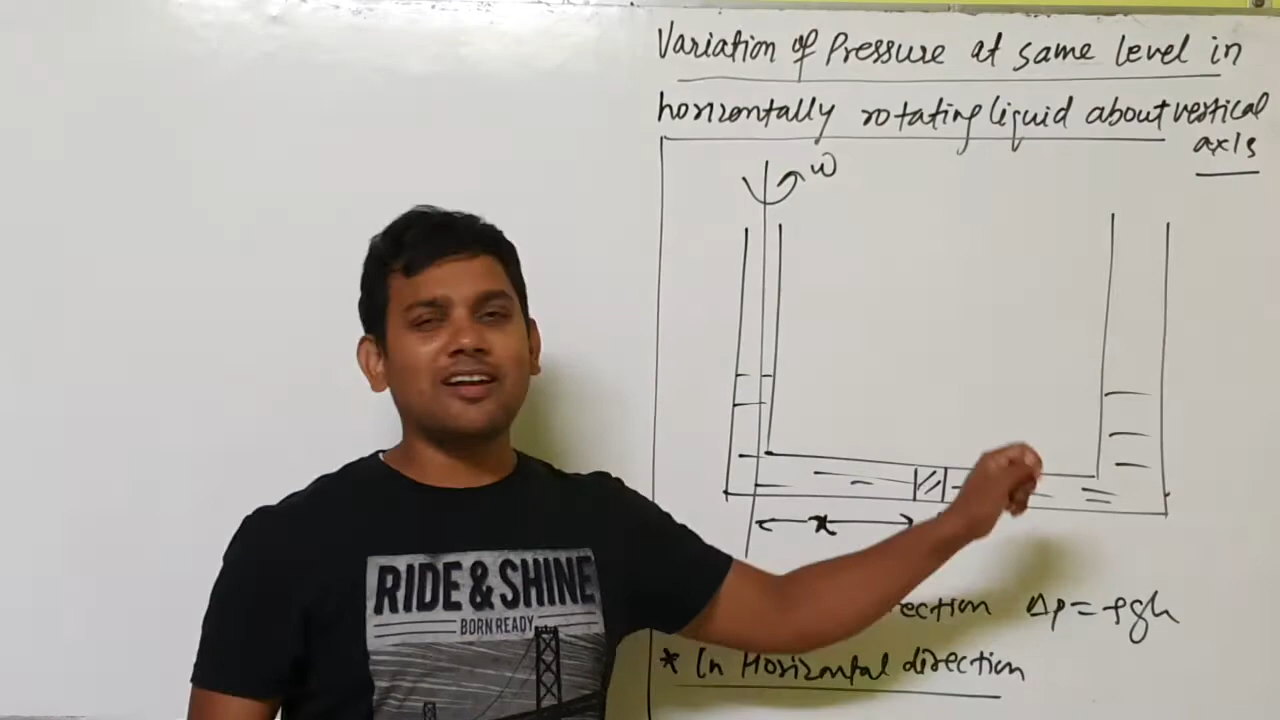 Variation of Pressure at same level in
horizontally rotating liquid about vertical
axis
ω
x
rection Δp = ρgh
* In Horizontal direction
RIDE & SHINE
BORN READY